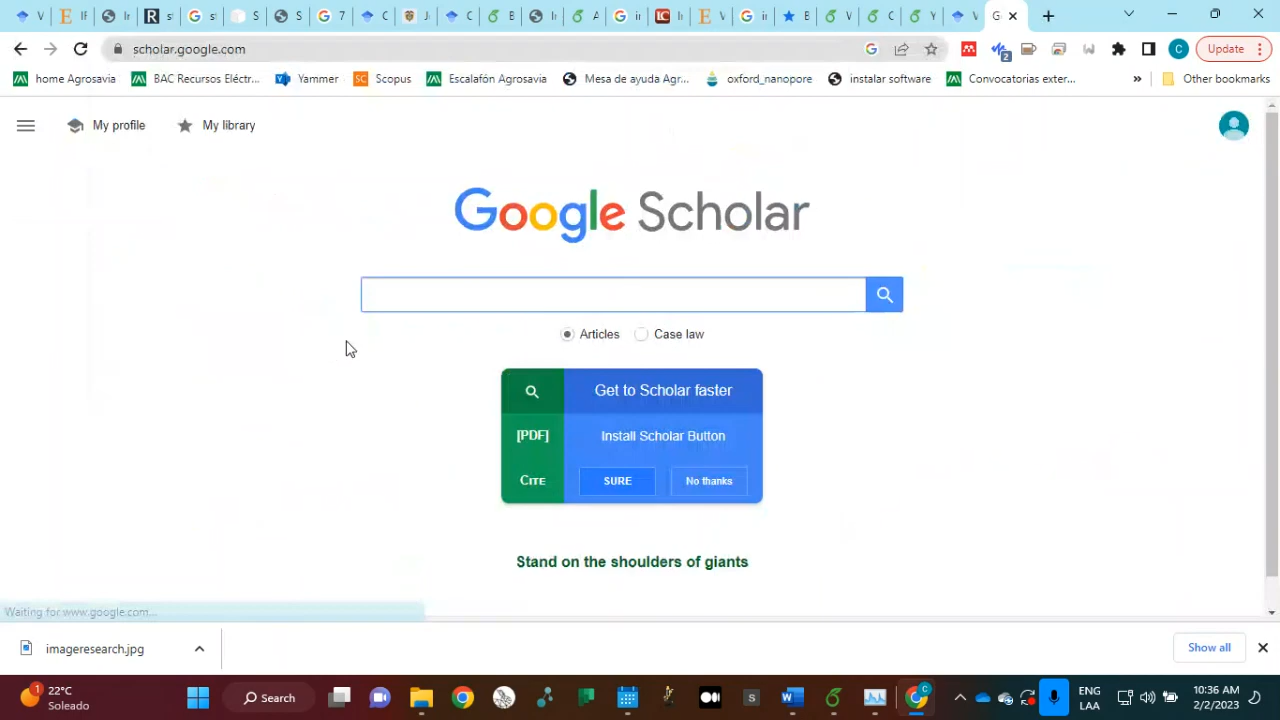 scholar.google.com
Update
home Agrosavia
BAC Recursos Eléctr...
Yammer
Scopus
Escalafón Agrosavia
Mesa de ayuda Agr...
oxford_nanopore
instalar software
Convocatorias exter...
»
Other bookmarks
My profile
My library
Google Scholar
Articles
Case law
Get to Scholar faster
[PDF]
Install Scholar Button
CITE
SURE
No thanks
Stand on the shoulders of giants
Waiting for www.google.com...
imageresearch.jpg
Show all
22°C
Soleado
Search
ENG
LAA
10:36 AM
2/2/2023